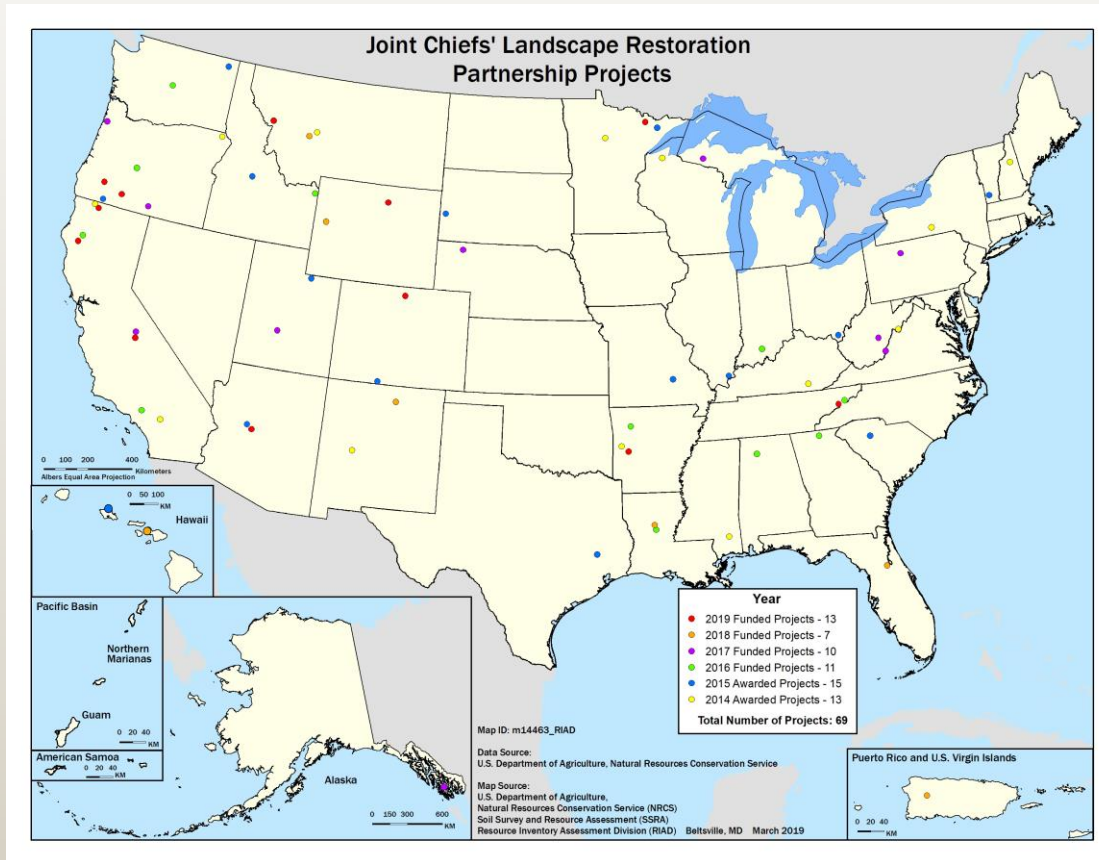 Joint Chiefs' Landscape Restoration
Partnership Projects
0 100 200 400
Kilometers
Albers Equal Area Projection
0 50 100
KM
Hawaii
Pacific Basin
Northern
Marianas
Guam
0 20 40
KM
American Samoa
0 20 40
KM
Alaska
0 150 300 600
KM
Year
2019 Funded Projects - 13
2018 Funded Projects - 7
2017 Funded Projects - 10
2016 Funded Projects - 11
2015 Awarded Projects - 15
2014 Awarded Projects - 13
Total Number of Projects: 69
Map ID: m14463_RIAD
Data Source:
U.S. Department of Agriculture, Natural Resources Conservation Service
Map Source:
U.S. Department of Agriculture,
Natural Resources Conservation Service (NRCS)
Soil Survey and Resource Assessment (SSRA)
Resource Inventory Assessment Division (RIAD) Beltsville, MD March 2019
Puerto Rico and U.S. Virgin Islands
0 20 40
KM